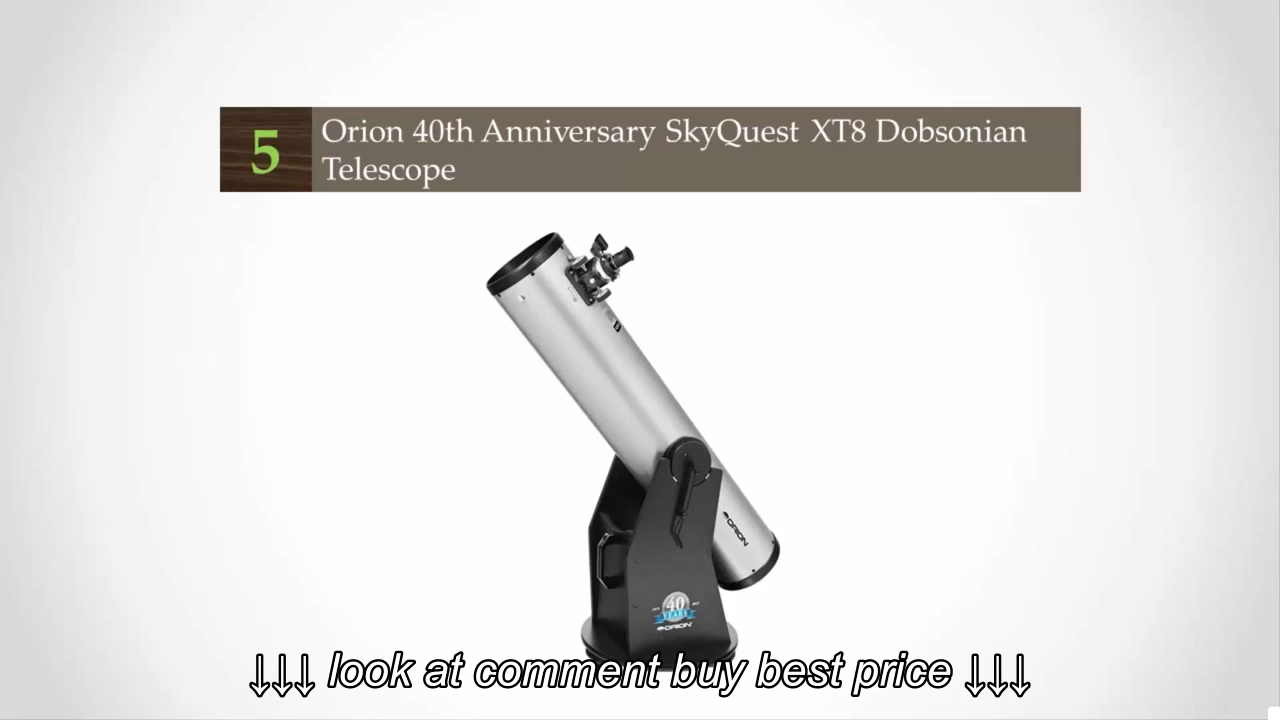 5
Orion 40th Anniversary SkyQuest XT8 Dobsonian
Telescope
ORION
40
YEARS
ORION
↓↓↓ look at comment buy best price ↓↓↓